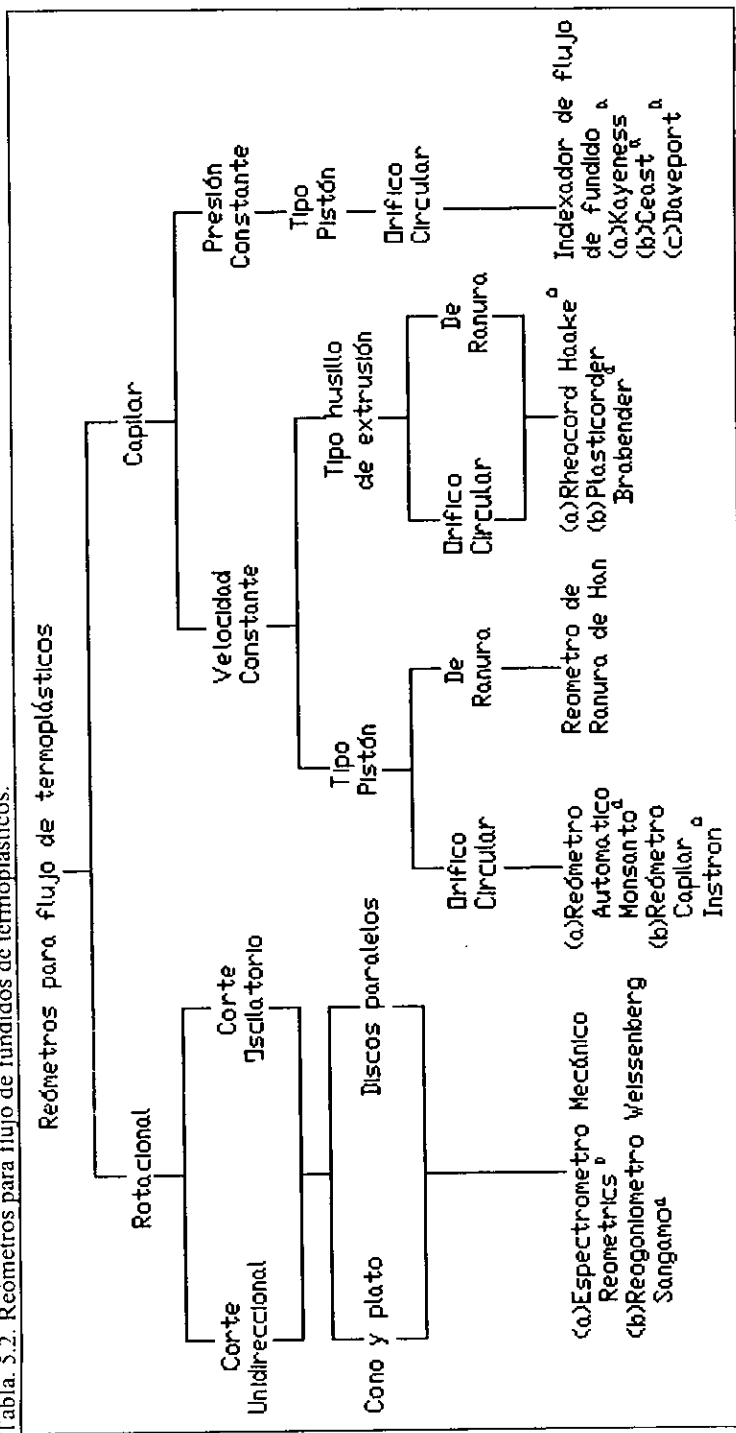 Tabla. 5.2. Reómetros para flujo de fundidos de termoplásticos.
Reómetros para flujo de termoplásticos
Rotacional
Capilar
Corte
Unidireccional
Corte
Oscilatorio
Velocidad
Constante
Presión
Constante
Cono y plato
Discos paralelos
Tipo
Pistón
Tipo husillo
de extrusión
Tipo
Pistón
Orifico
Circular
De
Ranura
Orifico
Circular
De
Ranura
Orifico
Circular
(a)Espectrometro Mecánico
Reometrics b
(b)Reogoniometro Weissenberg
Sangamo a
(a)Reómetro
Automatico
Monsanto a
(b)Reómetro
Capilar
Instron a
Reometro de
Ranura de Han
(a)Rheocord Haake a
(b)Plasticorder
Brabender a
Indexador de flujo
de fundido
(a)Kayeness a
(b)Ceast a
(c)Daveport a